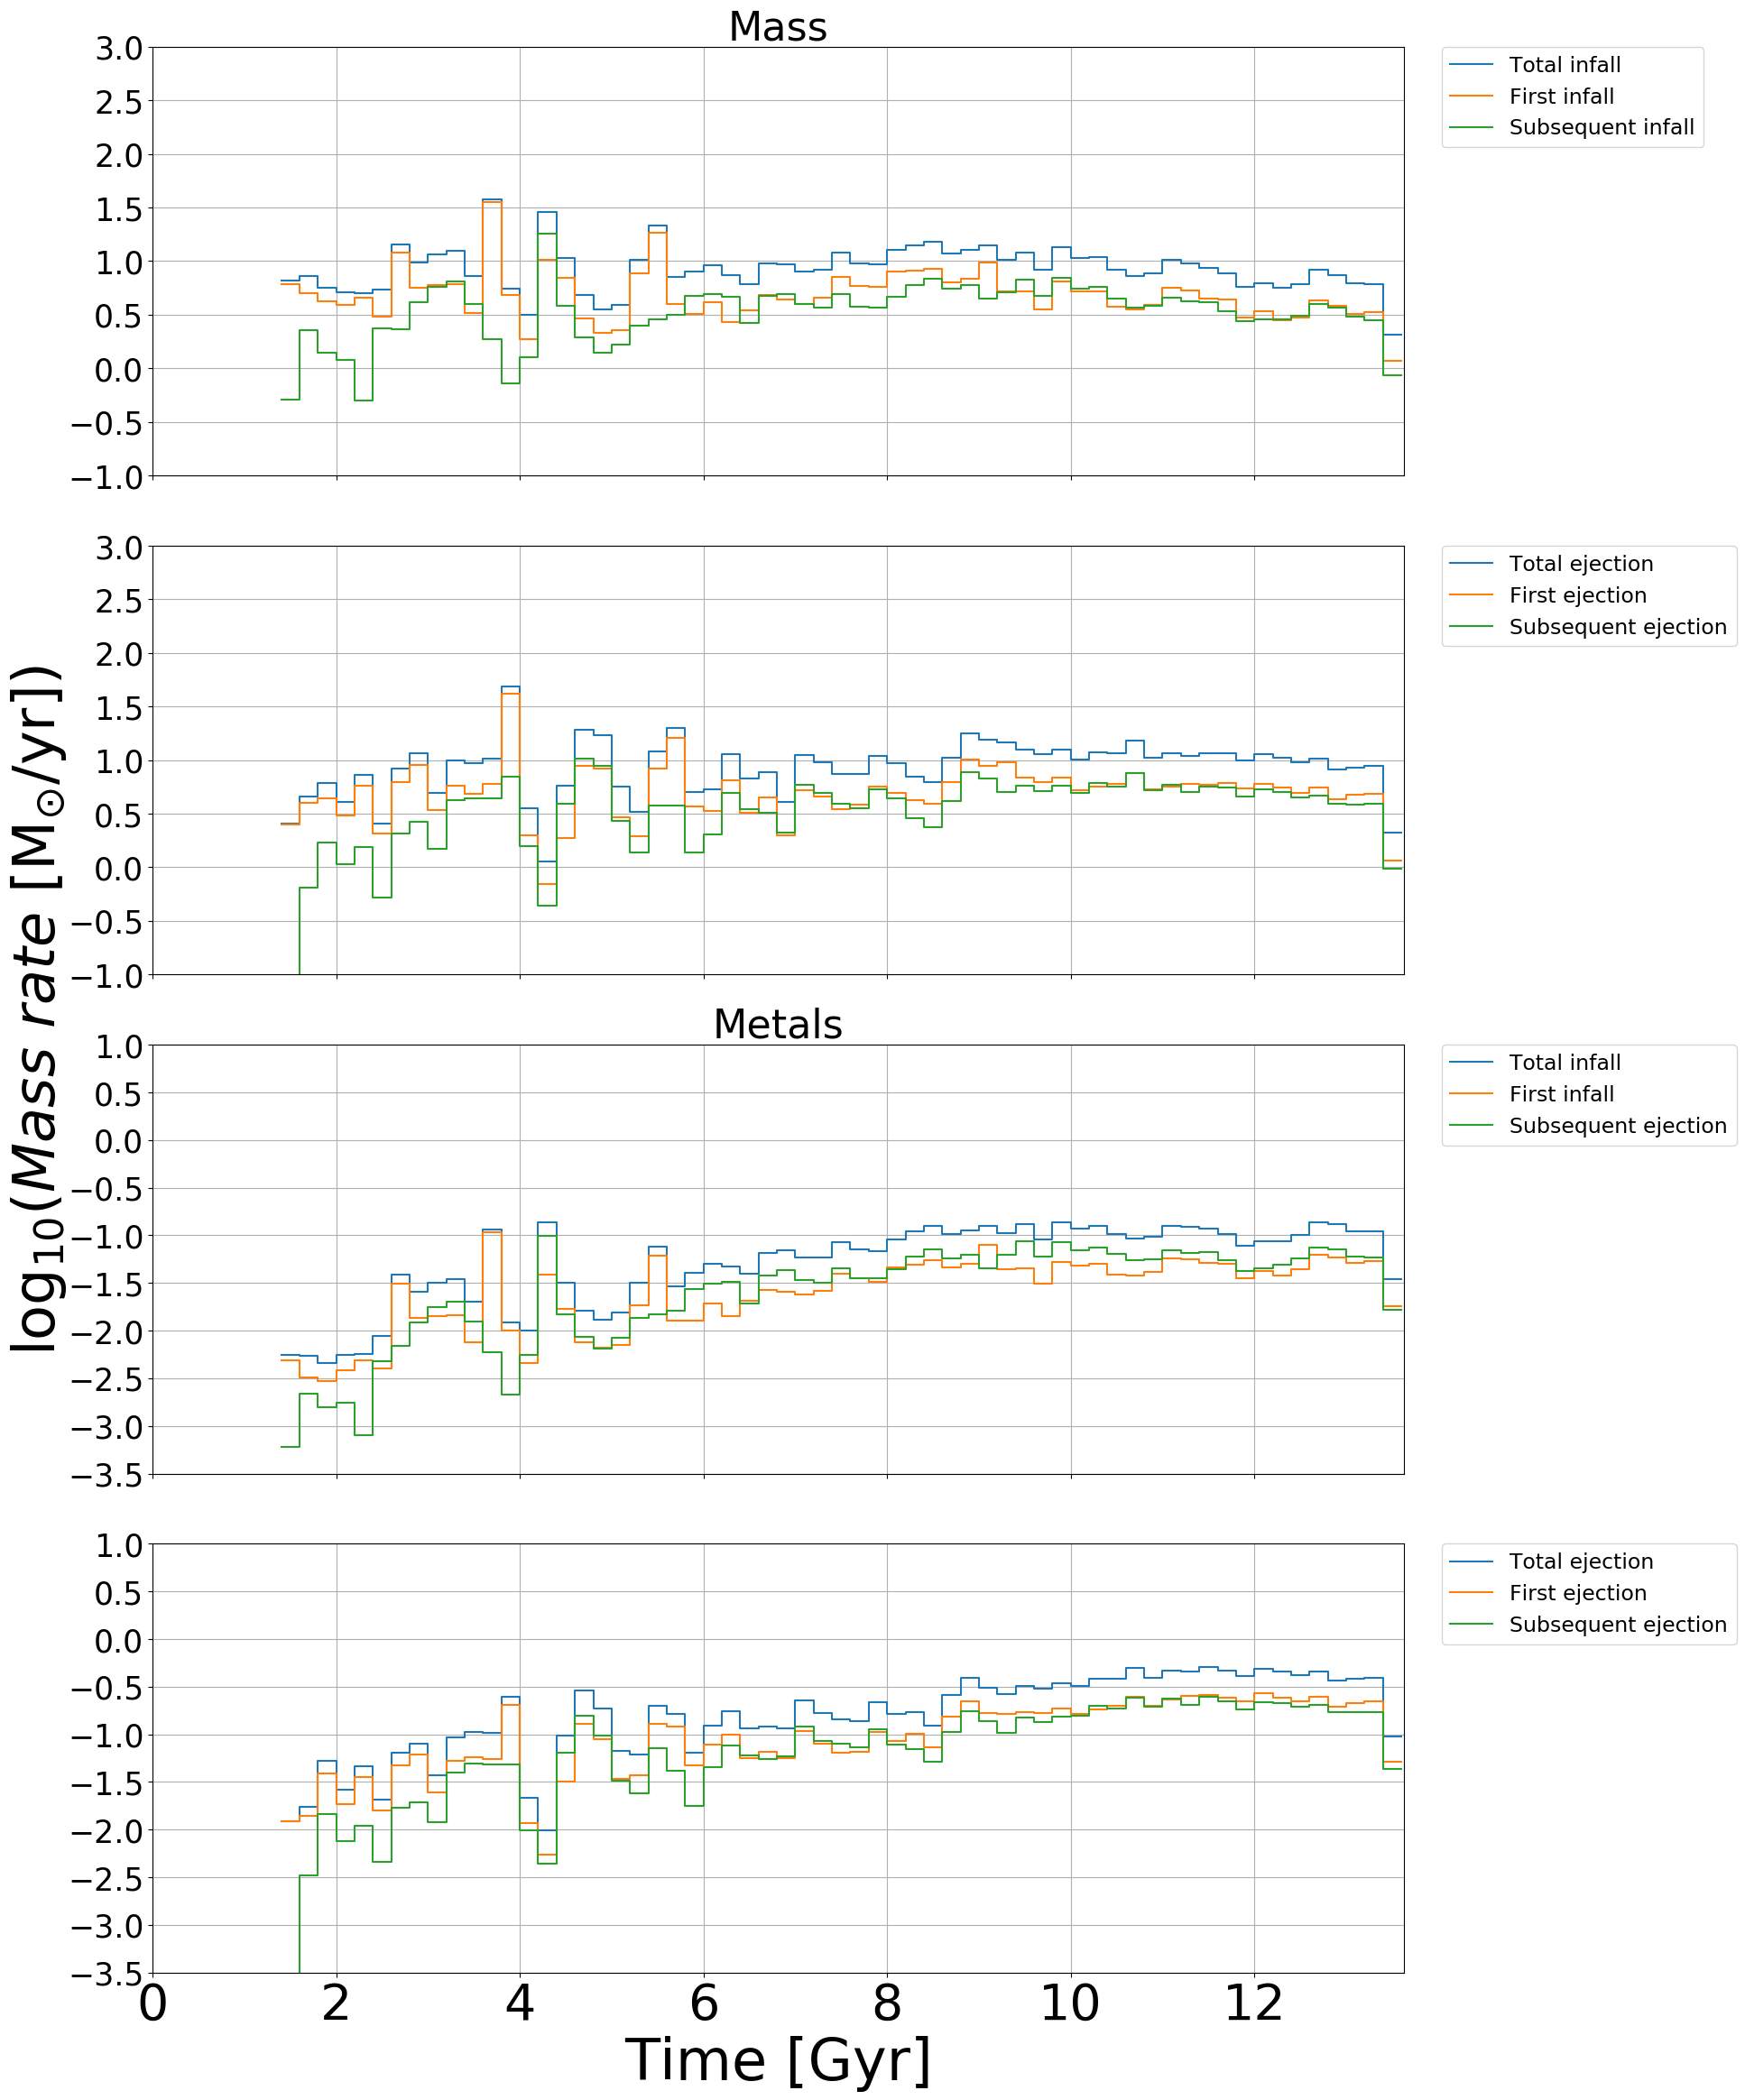 Mass
3.0
2.5
2.0
1.5
1.0
0.5
0.0
−0.5
−1.0
Total infall
First infall
Subsequent infall
3.0
2.5
2.0
1.5
1.0
0.5
0.0
−0.5
−1.0
Total ejection
First ejection
Subsequent ejection
log10(Mass rate [M⊙/yr])
Metals
1.0
0.5
0.0
−0.5
−1.0
−1.5
−2.0
−2.5
−3.0
−3.5
Total infall
First infall
Subsequent ejection
1.0
0.5
0.0
−0.5
−1.0
−1.5
−2.0
−2.5
−3.0
−3.5
Total ejection
First ejection
Subsequent ejection
0 2 4 6 8 10 12
Time [Gyr]